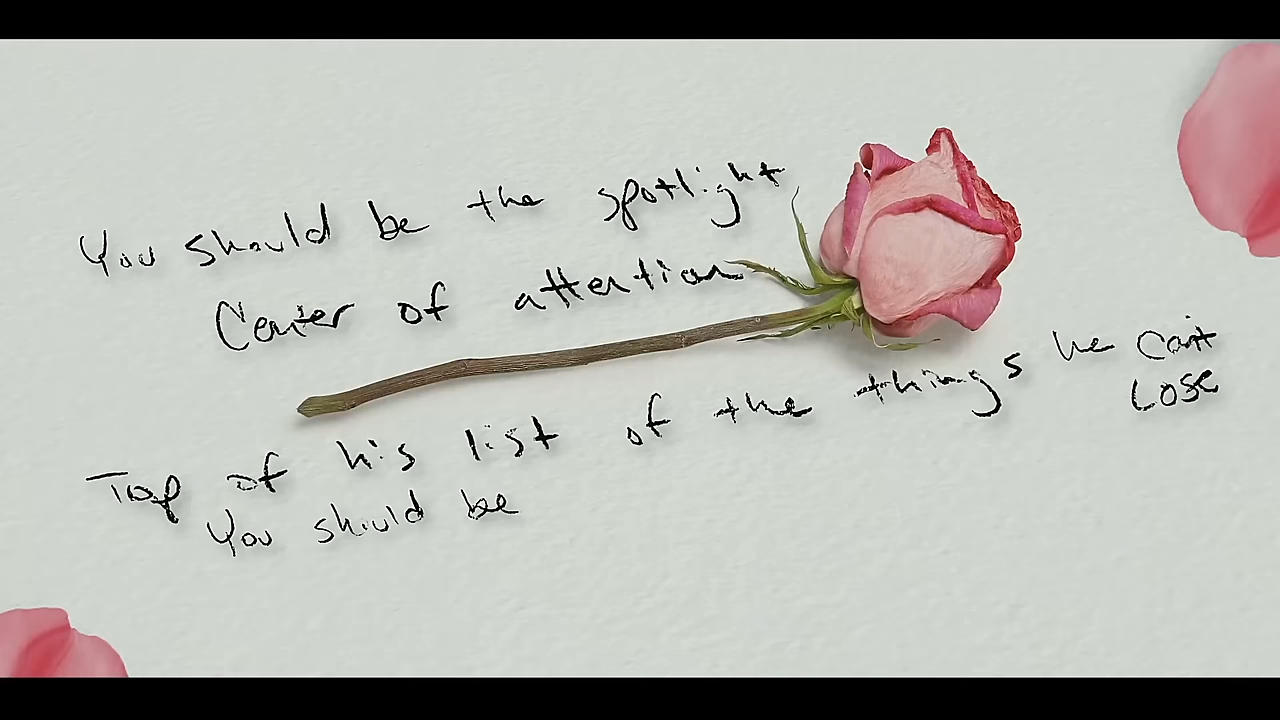 You should be the spotlight
Center of attention
Top of his list of the things he can't
lose
You should be